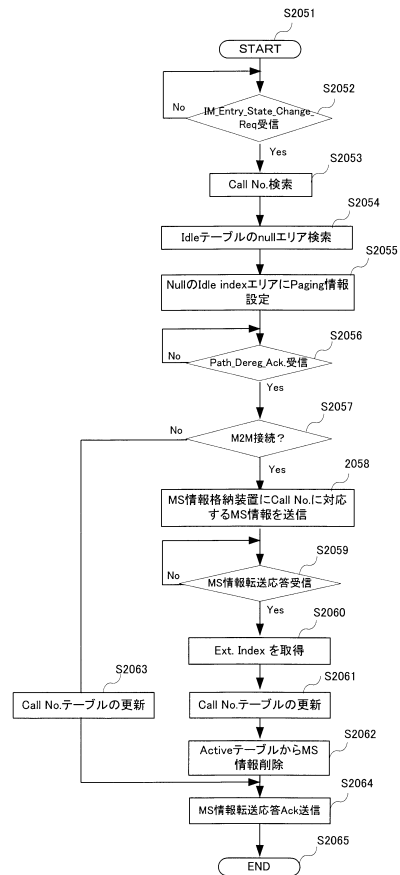 S2051
START
S2052
IM_Entry_State_Change_
Req受信
No
Yes
S2053
Call No.検索
S2054
Idleテーブルのnullエリア検索
S2055
NullのIdle indexエリアにPaging情報
設定
S2056
Path_Dereg_Ack.受信
No
Yes
S2057
M2M接続？
No
Yes
2058
MS情報格納装置にCall No.に対応
するMS情報を送信
S2059
MS情報転送応答受信
No
Yes
S2060
Ext. Index を取得
S2063
Call No.テーブルの更新
S2061
Call No.テーブルの更新
S2062
ActiveテーブルからMS
情報削除
S2064
MS情報転送応答Ack送信
S2065
END